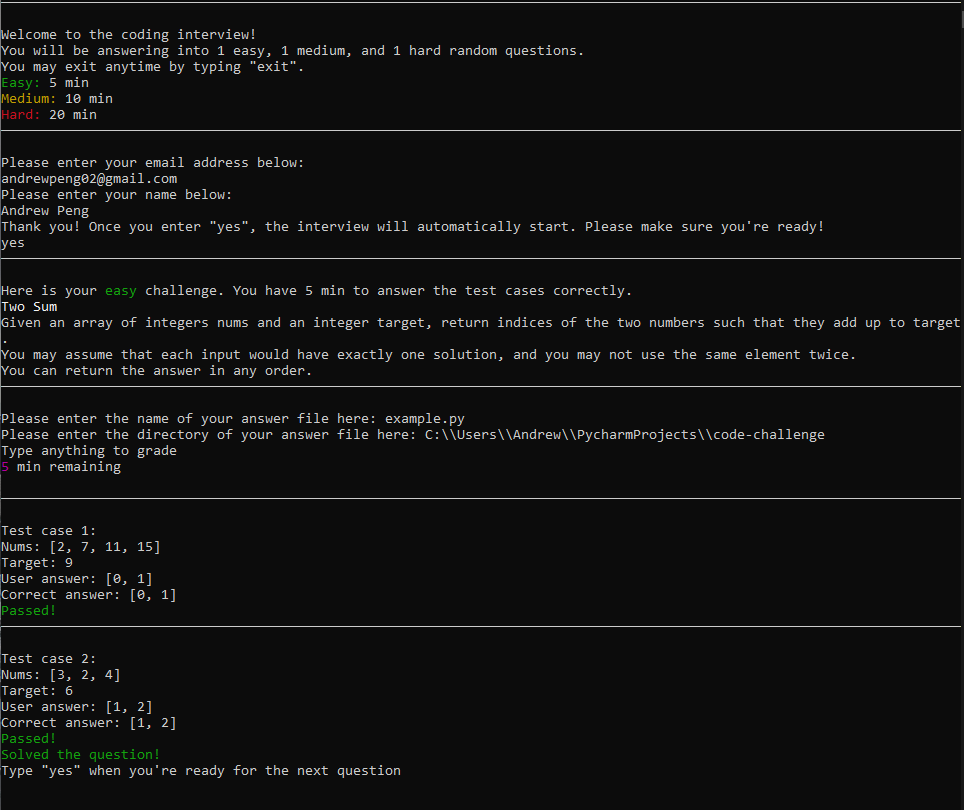 Welcome to the coding interview!
You will be answering into 1 easy, 1 medium, and 1 hard random questions.
You may exit anytime by typing "exit".
Easy: 5 min
Medium: 10 min
Hard: 20 min
Please enter your email address below:
andrewpeng02@gmail.com
Please enter your name below:
Andrew Peng
Thank you! Once you enter "yes", the interview will automatically start. Please make sure you're ready!
yes
Here is your easy challenge. You have 5 min to answer the test cases correctly.
Two Sum
Given an array of integers nums and an integer target, return indices of the two numbers such that they add up to target
.
You may assume that each input would have exactly one solution, and you may not use the same element twice.
You can return the answer in any order.
Please enter the name of your answer file here: example.py
Please enter the directory of your answer file here: C:\\Users\\Andrew\\PycharmProjects\\code-challenge
Type anything to grade
5 min remaining
Test case 1:
Nums: [2, 7, 11, 15]
Target: 9
User answer: [0, 1]
Correct answer: [0, 1]
Passed!
Test case 2:
Nums: [3, 2, 4]
Target: 6
User answer: [1, 2]
Correct answer: [1, 2]
Passed!
Solved the question!
Type "yes" when you're ready for the next question